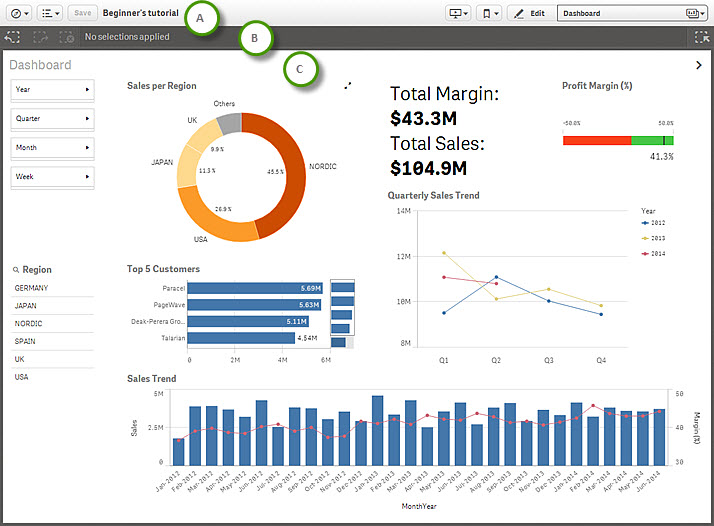 Save Beginner's tutorial A Edit Dashboard
No selections applied B
C
Dashboard
Year
Quarter
Month
Week
Region
GERMANY
JAPAN
NORDIC
SPAIN
UK
USA
Sales per Region
Others
UK
JAPAN
NORDIC
USA
9.9 %
11.3 %
45.5 %
26.9 %
Total Margin:
$43.3M
Total Sales:
$104.9M
Profit Margin (%)
-50.0% 50.0%
41.3%
Top 5 Customers
Paracel 5.69M
PageWave 5.63M
Deak-Perera Gro... 5.11M
Talarian 4.54M
0 2M 4M 6M
Quarterly Sales Trend
14M
12M
10M
8M
Q1 Q2 Q3 Q4
Year
2012
2013
2014
Sales Trend
Sales
5M
2.5M
0
50
40
30
Margin(%)
Jan-2012 Feb-2012 Mar-2012 Apr-2012 May-2012 Jun-2012 Jul-2012 Aug-2012 Sep-2012 Oct-2012 Nov-2012 Dec-2012 Jan-2013 Feb-2013 Mar-2013 Apr-2013 May-2013 Jun-2013 Jul-2013 Aug-2013 Sep-2013 Oct-2013 Nov-2013 Dec-2013 Jan-2014 Feb-2014 Mar-2014 Apr-2014 May-2014 Jun-2014
MonthYear